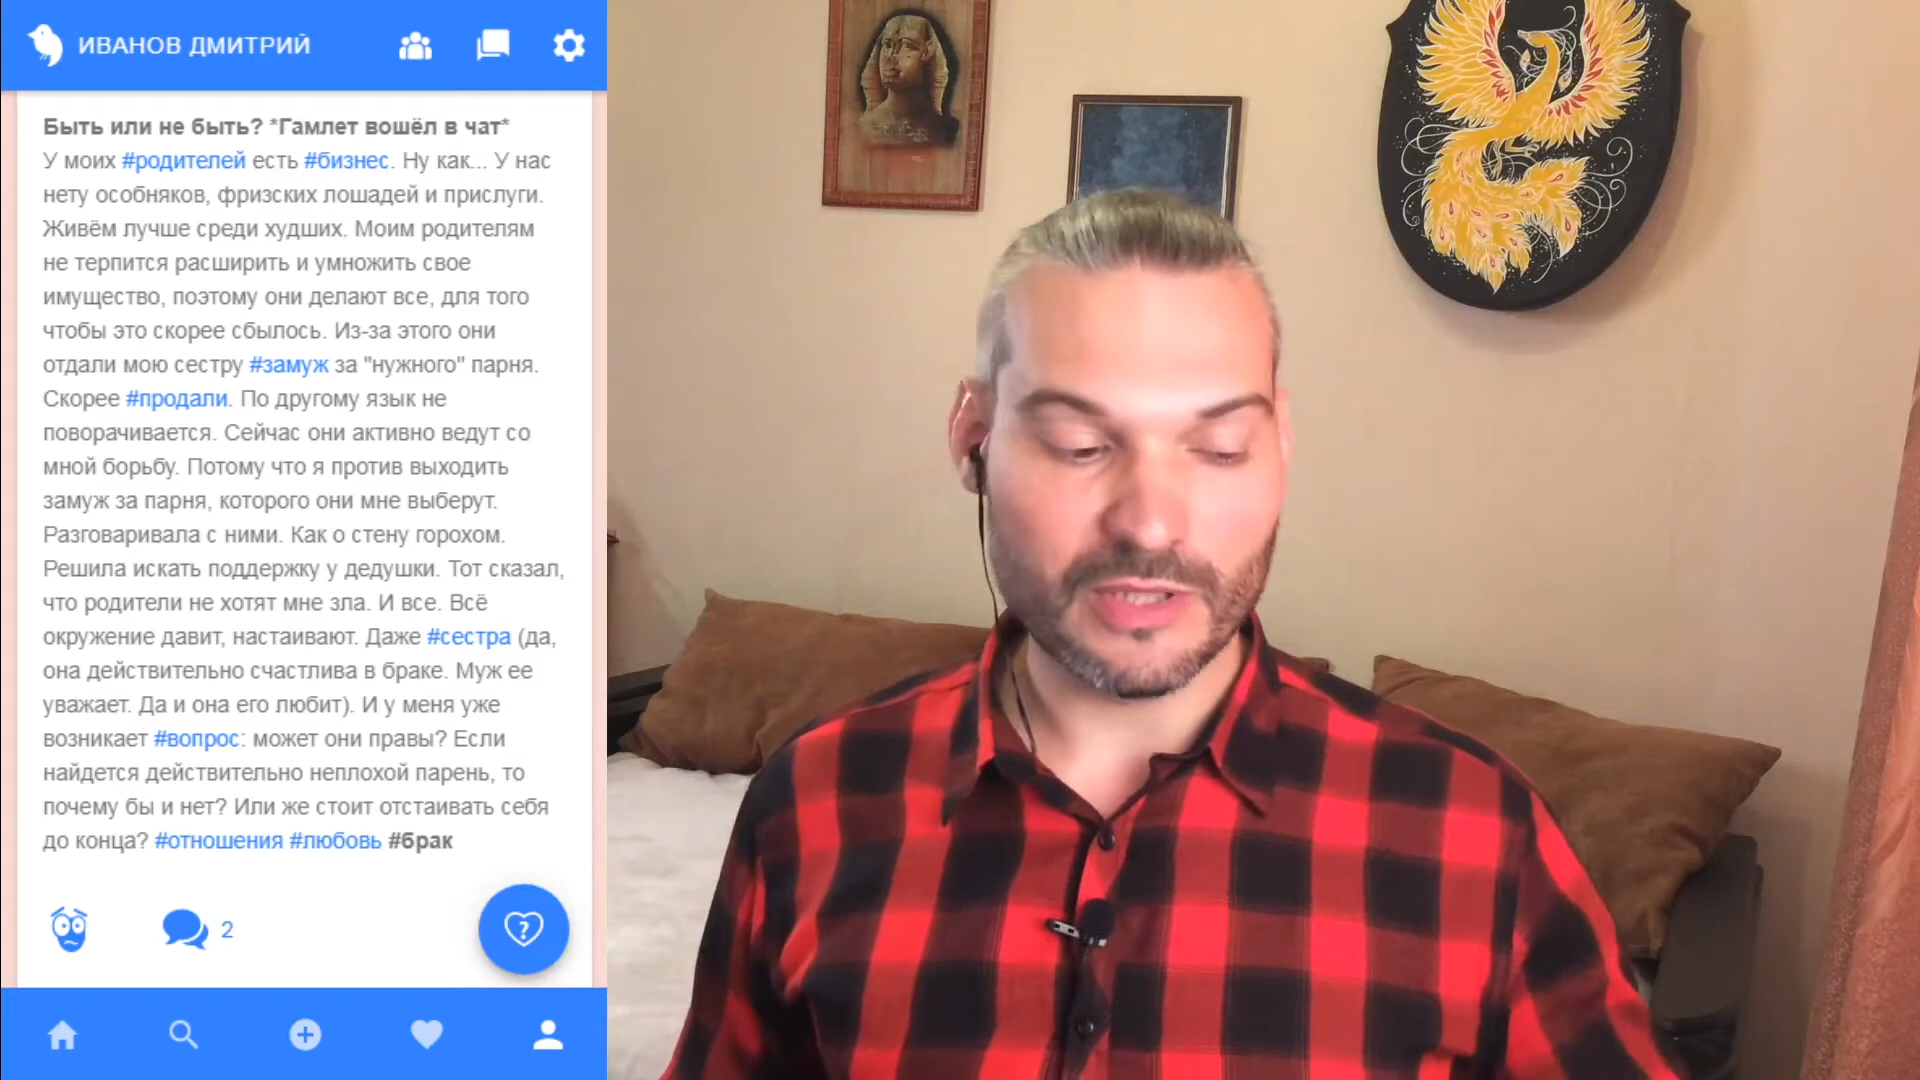 ИВАНОВ ДМИТРИЙ
Быть или не быть? *Гамлет вошёл в чат*
У моих #родителей есть #бизнес. Ну как... У нас
нету особняков, фризских лошадей и прислуги.
Живём лучше среди худших. Моим родителям
не терпится расширить и умножить свое
имущество, поэтому они делают все, для того
чтобы это скорее сбылось. Из-за этого они
отдали мою сестру #замуж за "нужного" парня.
Скорее #продали. По другому язык не
поворачивается. Сейчас они активно ведут со
мной борьбу. Потому что я против выходить
замуж за парня, которого они мне выберут.
Разговаривала с ними. Как о стену горохом.
Решила искать поддержку у дедушки. Тот сказал,
что родители не хотят мне зла. И все. Всё
окружение давит, настаивают. Даже #сестра (да,
она действительно счастлива в браке. Муж ее
уважает. Да и она его любит). И у меня уже
возникает #вопрос: может они правы? Если
найдется действительно неплохой парень, то
почему бы и нет? Или же стоит отстаивать себя
до конца? #отношения #любовь #брак
2